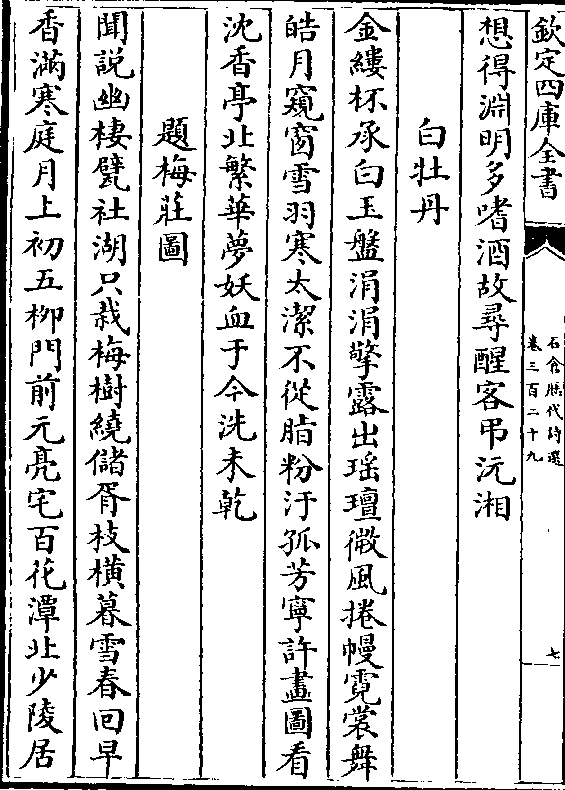 欽定四庫全書
石倉歷代詩選
卷三百二十九
七
想得淵明多嗜酒故尋醒客弔沅湘
白牡丹
金縷杯承白玉盤涓涓擎露出瑶壇微風捲幔霓裳舞
皓月窺窗雪羽寒太潔不從脂粉汙孤芳寧許畫圖看
沈香亭北繁華夢妖血于今洗未乾
題梅莊圖
聞説幽棲甓社湖只栽梅樹繞儲胥枝橫暮雪春回早
香滿寒庭月上初五柳門前元亮宅百花潭北少陵居